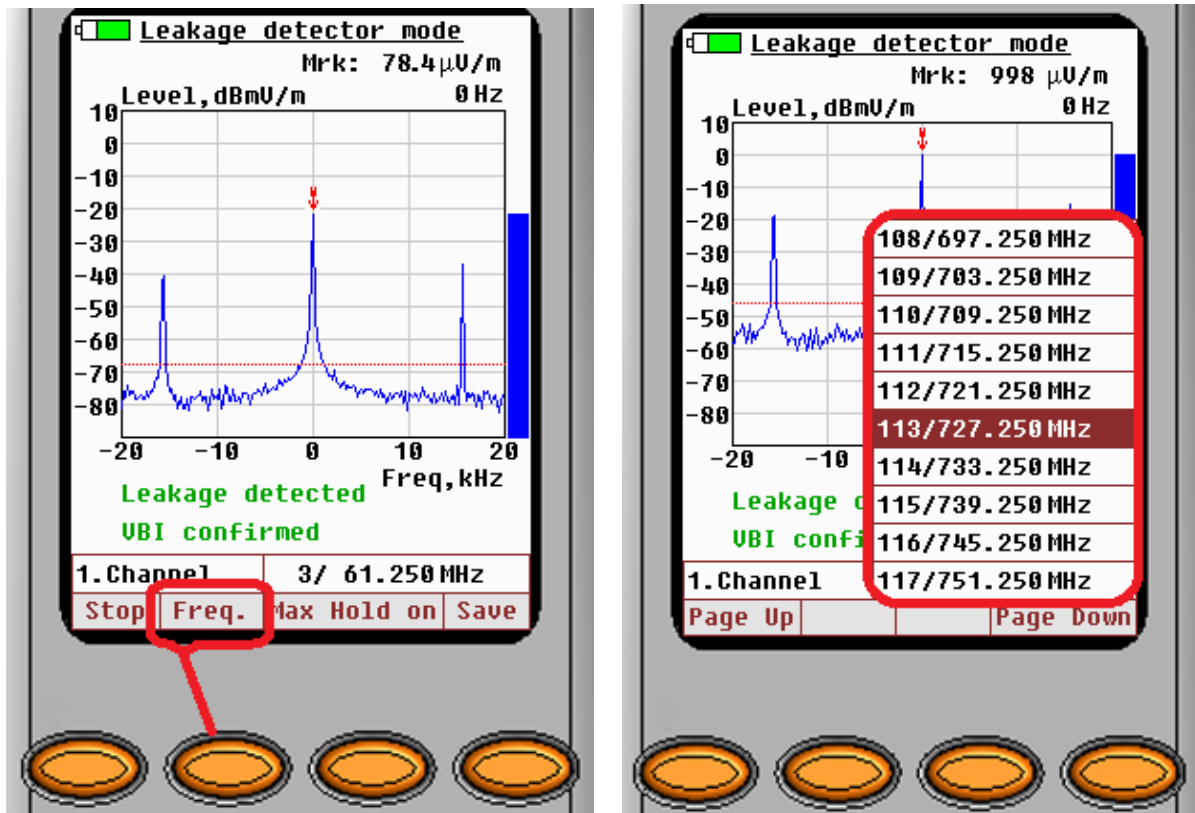 Leakage detector mode
Mrk: 78.4μV/m
Level,dBmV/m 0Hz
10
0
-10
-20
-30
-40
-50
-60
-70
-80
-20 -10 0 10 20
Freq,kHz
Leakage detected
VBI confirmed
1.Channel 3/ 61.250MHz
Stop Freq. Max Hold on Save
Leakage detector mode
Mrk: 998 μV/m
Level,dBmV/m 0Hz
10
0
-10
-20
-30
-40
-50
-60
-70
-80
-20 -10
Leakage
VBI confi
1.Channel
108/697.250MHz
109/703.250MHz
110/709.250MHz
111/715.250MHz
112/721.250MHz
113/727.250MHz
114/733.250MHz
115/739.250MHz
116/745.250MHz
117/751.250MHz
Page Up Page Down